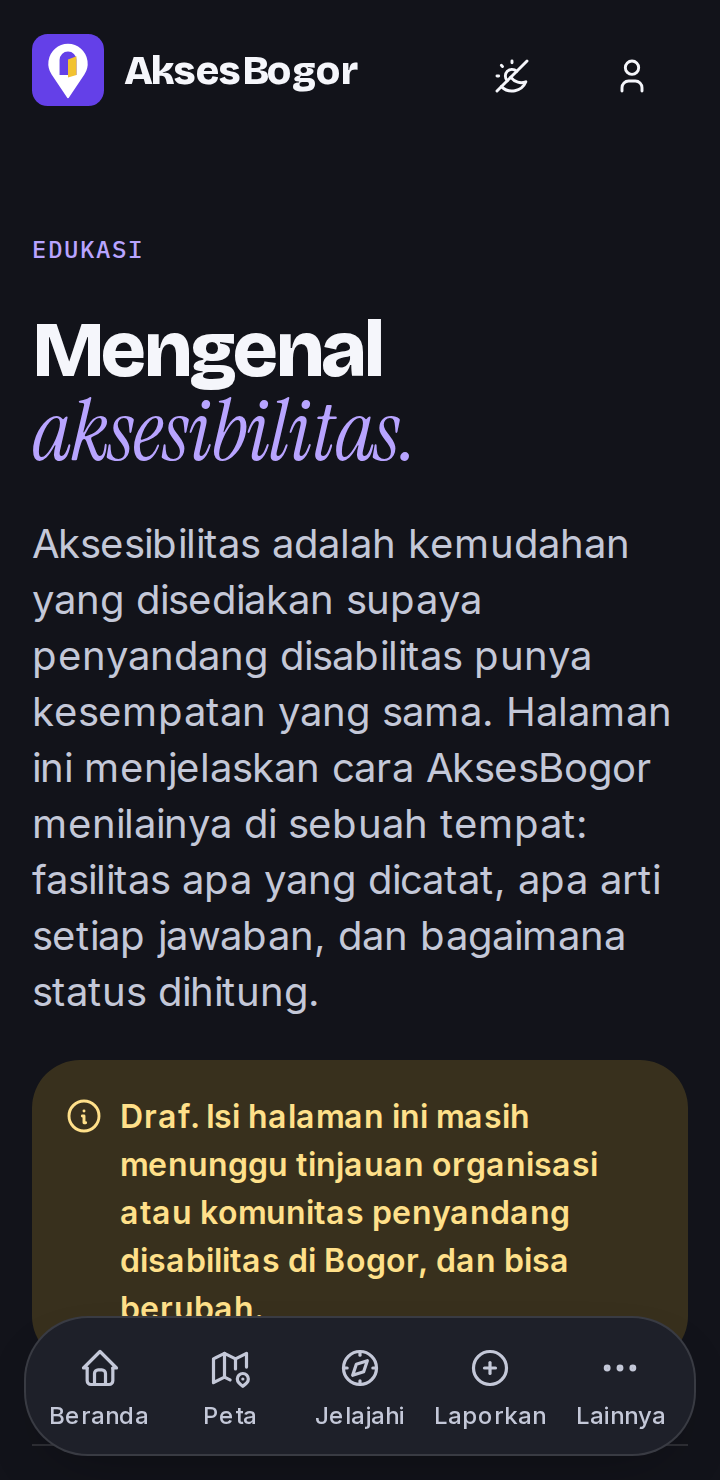 AksesBogor
EDUKASI
Mengenal
aksesibilitas.
Aksesibilitas adalah kemudahan
yang disediakan supaya
penyandang disabilitas punya
kesempatan yang sama. Halaman
ini menjelaskan cara AksesBogor
menilainya di sebuah tempat:
fasilitas apa yang dicatat, apa arti
setiap jawaban, dan bagaimana
status dihitung.
Draf. Isi halaman ini masih
menunggu tinjauan organisasi
atau komunitas penyandang
disabilitas di Bogor, dan bisa
berubah.
Beranda
Peta
Jelajahi
Laporkan
Lainnya